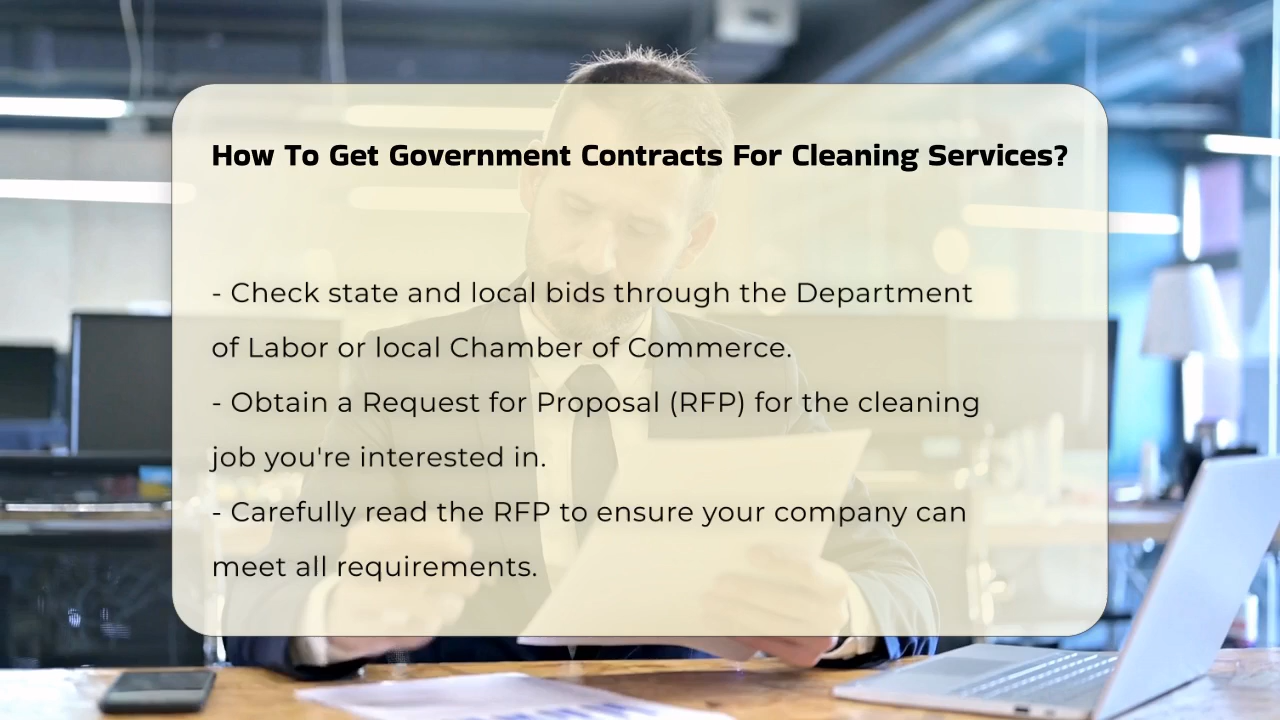 How To Get Government Contracts For Cleaning Services?
- Check state and local bids through the Department
of Labor or local Chamber of Commerce.
- Obtain a Request for Proposal (RFP) for the cleaning
job you're interested in.
- Carefully read the RFP to ensure your company can
meet all requirements.